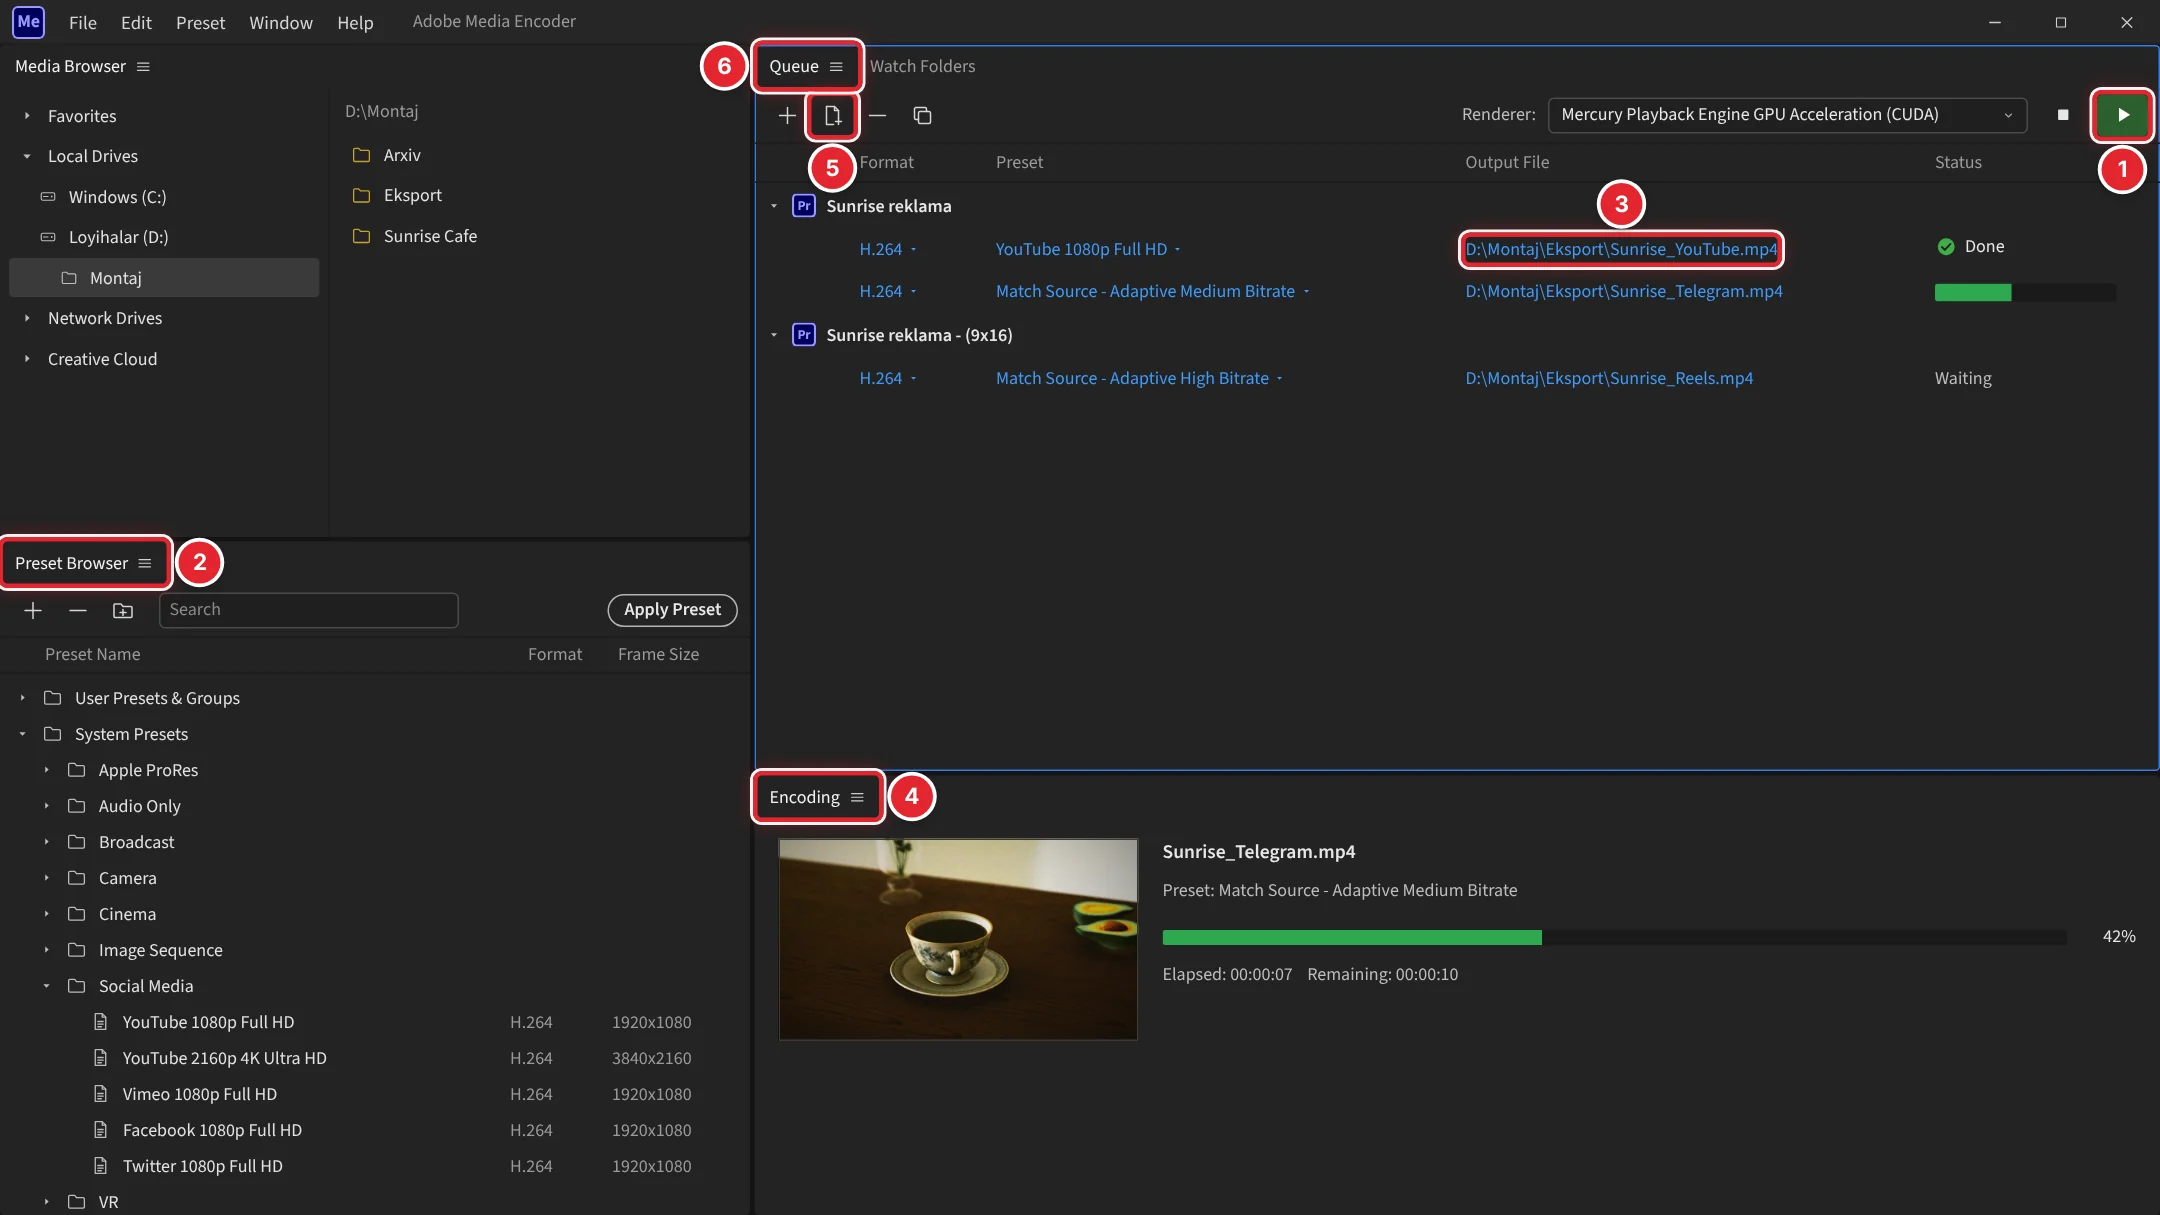 Me File Edit Preset Window Help Adobe Media Encoder
Media Browser
Favorites
Local Drives
Windows (C:)
Loyihalar (D:)
Montaj
Network Drives
Creative Cloud
D:\Montaj
Arxiv
Eksport
Sunrise Cafe
2
Preset Browser
Search
Apply Preset
Preset Name Format Frame Size
User Presets & Groups
System Presets
Apple ProRes
Audio Only
Broadcast
Camera
Cinema
Image Sequence
Social Media
YouTube 1080p Full HD H.264 1920x1080
YouTube 2160p 4K Ultra HD H.264 3840x2160
Vimeo 1080p Full HD H.264 1920x1080
Facebook 1080p Full HD H.264 1920x1080
Twitter 1080p Full HD H.264 1920x1080
VR
6 Queue Watch Folders
Renderer: Mercury Playback Engine GPU Acceleration (CUDA)
5
1
Format Preset Output File Status
3
Pr Sunrise reklama
H.264 YouTube 1080p Full HD D:\Montaj\Eksport\Sunrise_YouTube.mp4 Done
H.264 Match Source - Adaptive Medium Bitrate D:\Montaj\Eksport\Sunrise_Telegram.mp4
Pr Sunrise reklama - (9x16)
H.264 Match Source - Adaptive High Bitrate D:\Montaj\Eksport\Sunrise_Reels.mp4 Waiting
Encoding 4
Sunrise_Telegram.mp4
Preset: Match Source - Adaptive Medium Bitrate
42%
Elapsed: 00:00:07 Remaining: 00:00:10